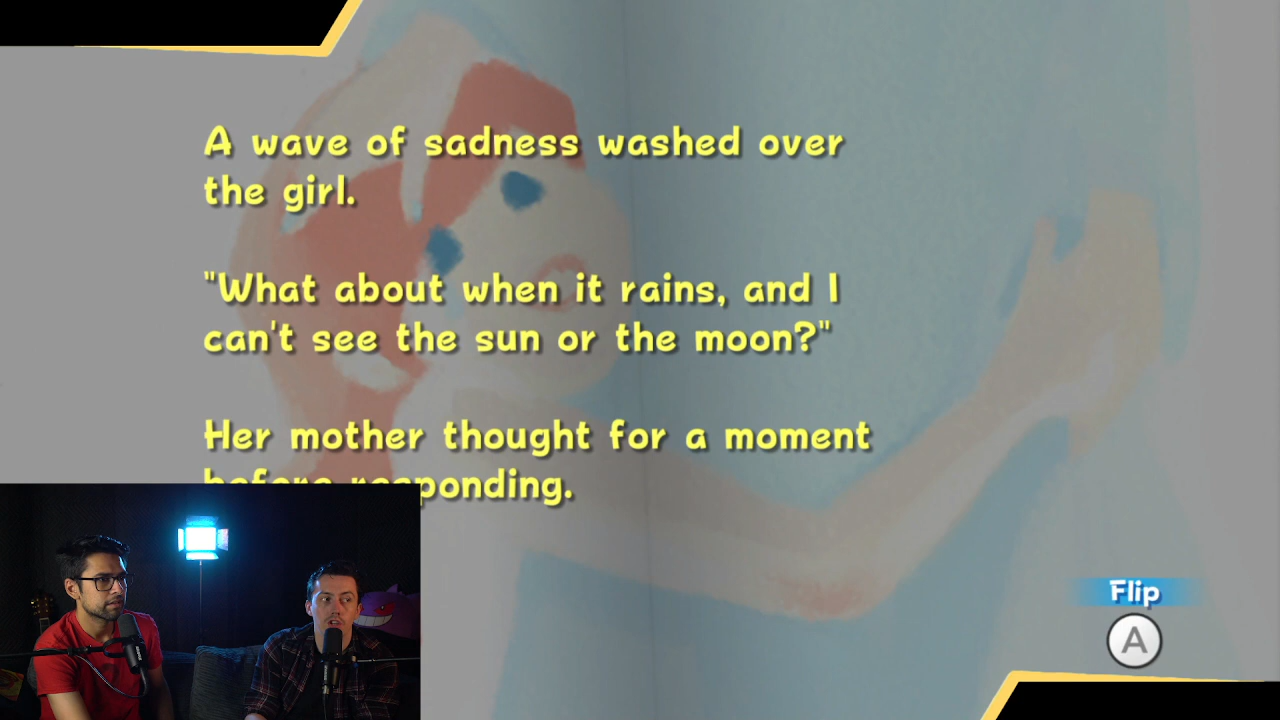 A wave of sadness washed over
the girl.
"What about when it rains, and I
can't see the sun or the moon?"
Her mother thought for a moment
before responding.
Flip
A